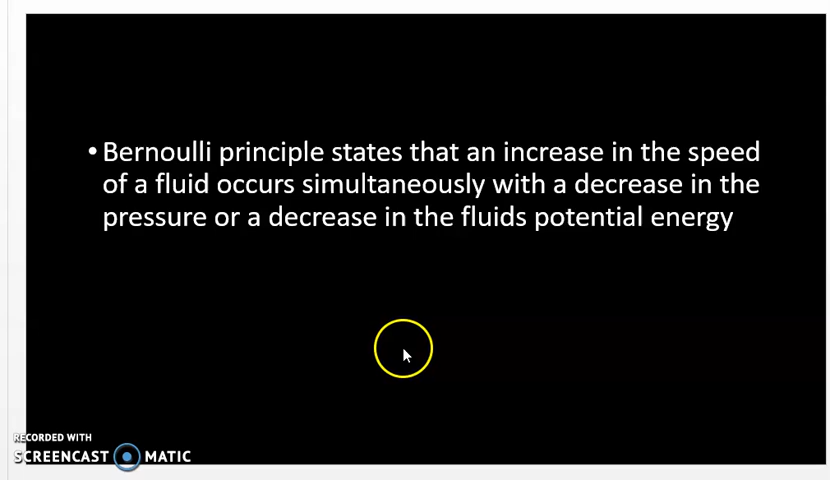 • Bernoulli principle states that an increase in the speed
of a fluid occurs simultaneously with a decrease in the
pressure or a decrease in the fluids potential energy
RECORDED WITH
SCREENCAST MATIC